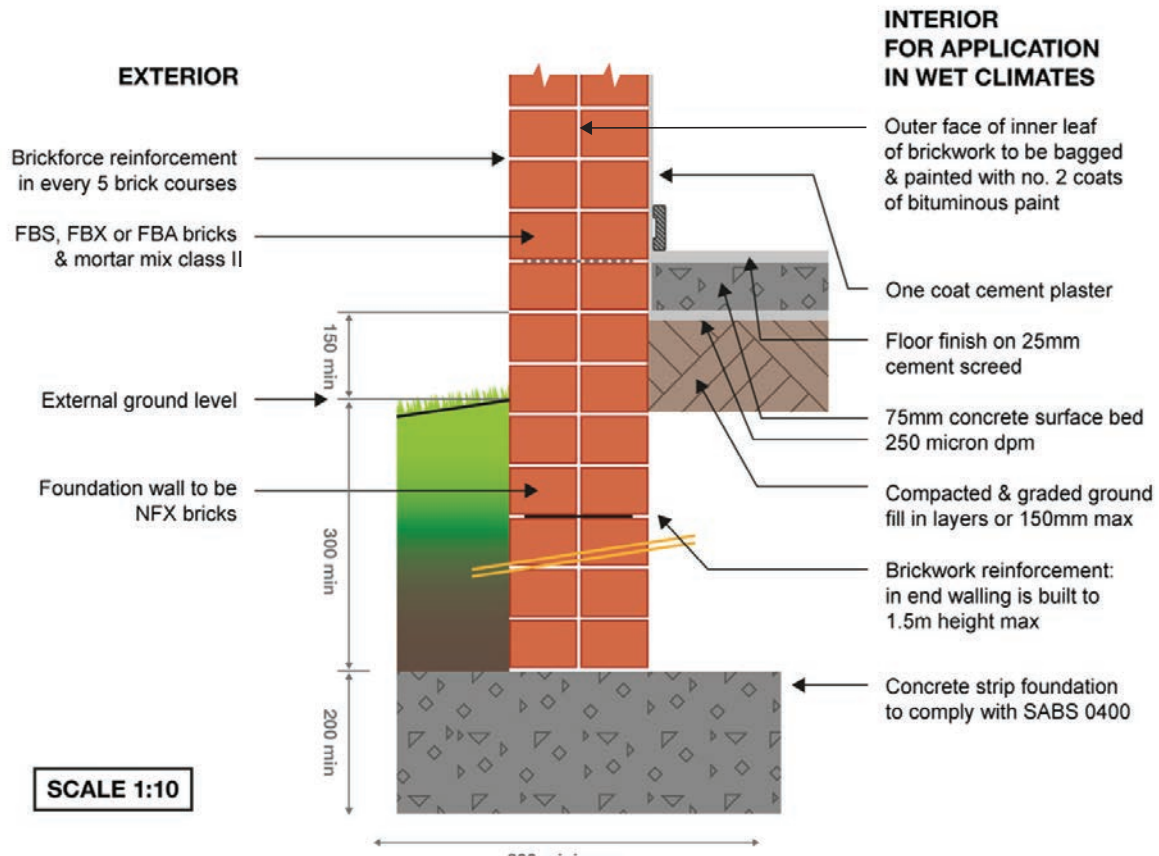 EXTERIOR
Brickforce reinforcement
in every 5 brick courses
FBS, FBX or FBA bricks
& mortar mix class II
150 min
External ground level
Foundation wall to be
NFX bricks
300 min
200 min
SCALE 1:10
INTERIOR
FOR APPLICATION
IN WET CLIMATES
Outer face of inner leaf
of brickwork to be bagged
& painted with no. 2 coats
of bituminous paint
One coat cement plaster
Floor finish on 25mm
cement screed
75mm concrete surface bed
250 micron dpm
Compacted & graded ground
fill in layers or 150mm max
Brickwork reinforcement:
in end walling is built to
1.5m height max
Concrete strip foundation
to comply with SABS 0400